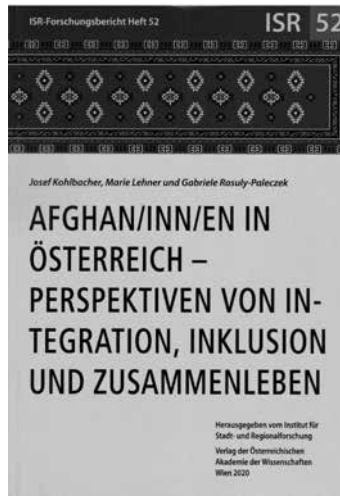 ISR-Forschungsbericht Heft 52
ISR 52
Josef Kohlbacher, Marie Lehner und Gabriele Rasuly-Paleczek
AFGHAN/INN/EN IN
ÖSTERREICH –
PERSPEKTIVEN VON IN-
TEGRATION, INKLUSION
UND ZUSAMMENLEBEN
Herausgegeben vom Institut für
Stadt- und Regionalforschung
Verlag der Österreichischen
Akademie der Wissenschaften
Wien 2020